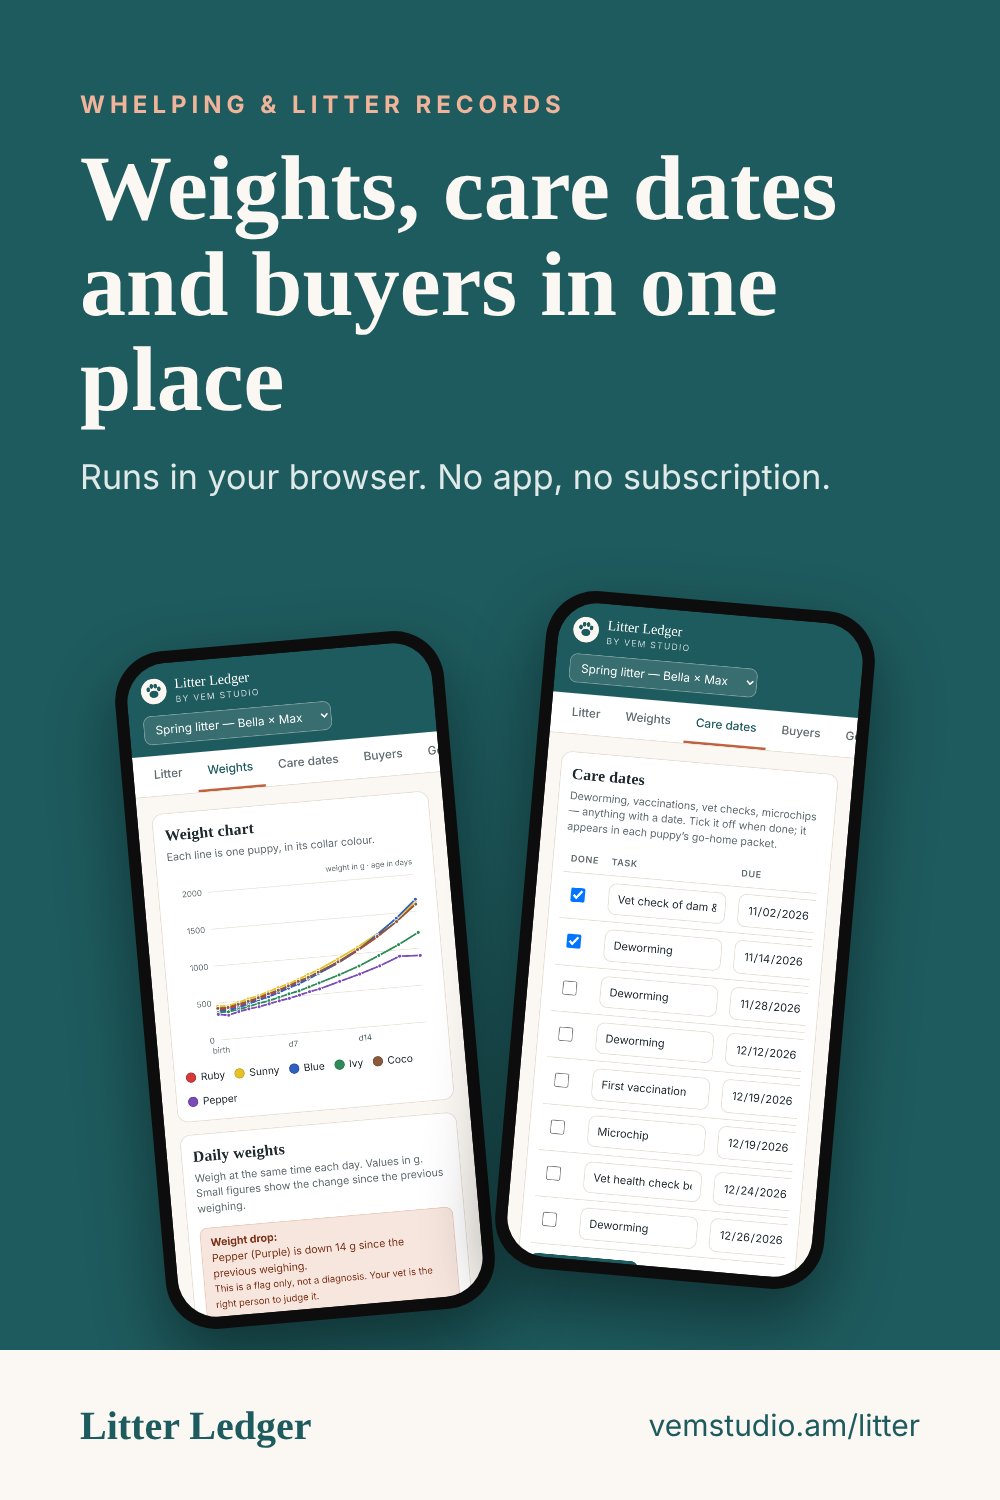 WHELPING & LITTER RECORDS
Weights, care dates
and buyers in one
place
Runs in your browser. No app, no subscription.
Litter Ledger
BY VEM STUDIO
Spring litter — Bella × Max
Litter Weights Care dates Buyers
Weight chart
Each line is one puppy, in its collar colour.
weight in g · age in days
2000
1500
1000
500
0
birth d7 d14
Ruby Sunny Blue Ivy Coco
Pepper
Daily weights
Weigh at the same time each day. Values in g.
Small figures show the change since the previous
weighing.
Weight drop:
Pepper (Purple) is down 14 g since the
previous weighing.
This is a flag only, not a diagnosis. Your vet is the
right person to judge it.
Litter Ledger
BY VEM STUDIO
Spring litter — Bella × Max
Litter Weights Care dates Buyers
Care dates
Deworming, vaccinations, vet checks, microchips
— anything with a date. Tick it off when done; it
appears in each puppy's go-home packet.
DONE TASK DUE
Vet check of dam & 11/02/2026
Deworming 11/14/2026
Deworming 11/28/2026
Deworming 12/12/2026
First vaccination 12/19/2026
Microchip 12/19/2026
Vet health check 12/24/2026
Deworming 12/26/2026
Litter Ledger
vemstudio.am/litter